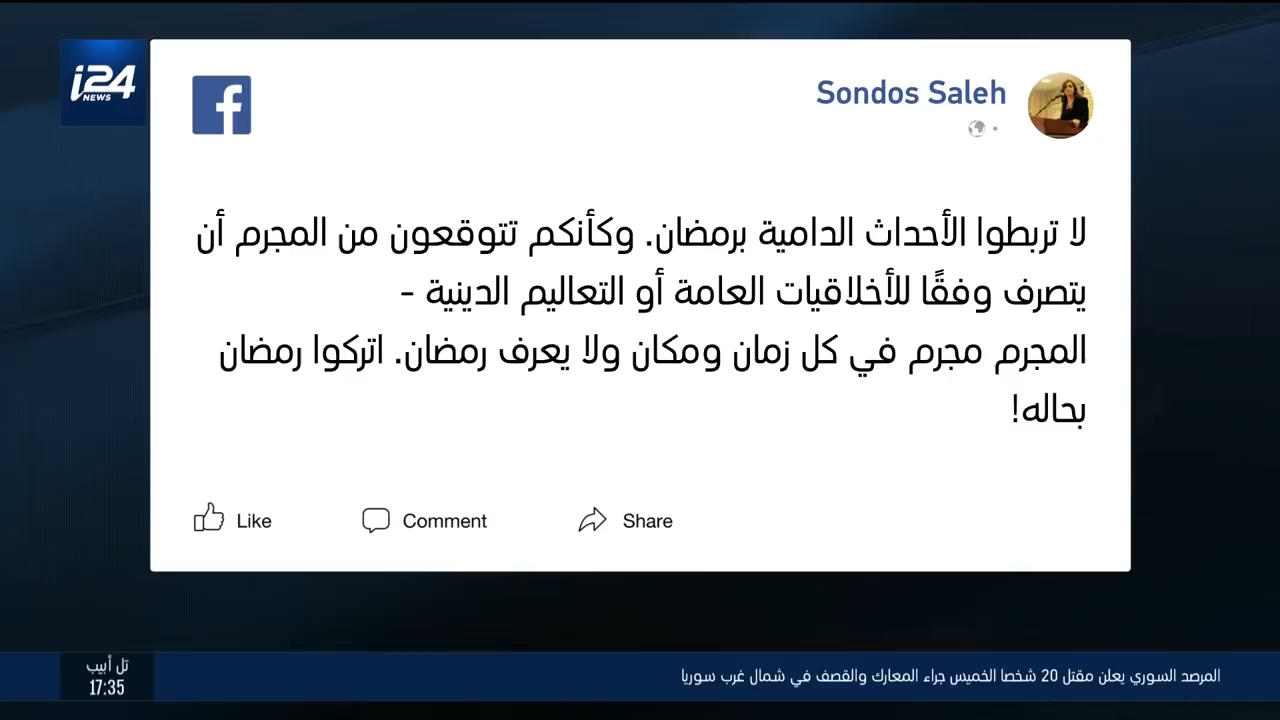 i24
NEWS
Sondos Saleh
لا تربطوا الأحداث الدامية برمضان. وكأنكم تتوقعون من المجرم أن
يتصرف وفقًا للأخلاقيات العامة أو التعاليم الدينية -
المجرم مجرم في كل زمان ومكان ولا يعرف رمضان. اتركوا رمضان
بحاله!
Like Comment Share
تل أبيب
17:35
المرصد السوري يعلن مقتل 20 شخصا الخميس جراء المعارك والقصف في شمال غرب سوريا